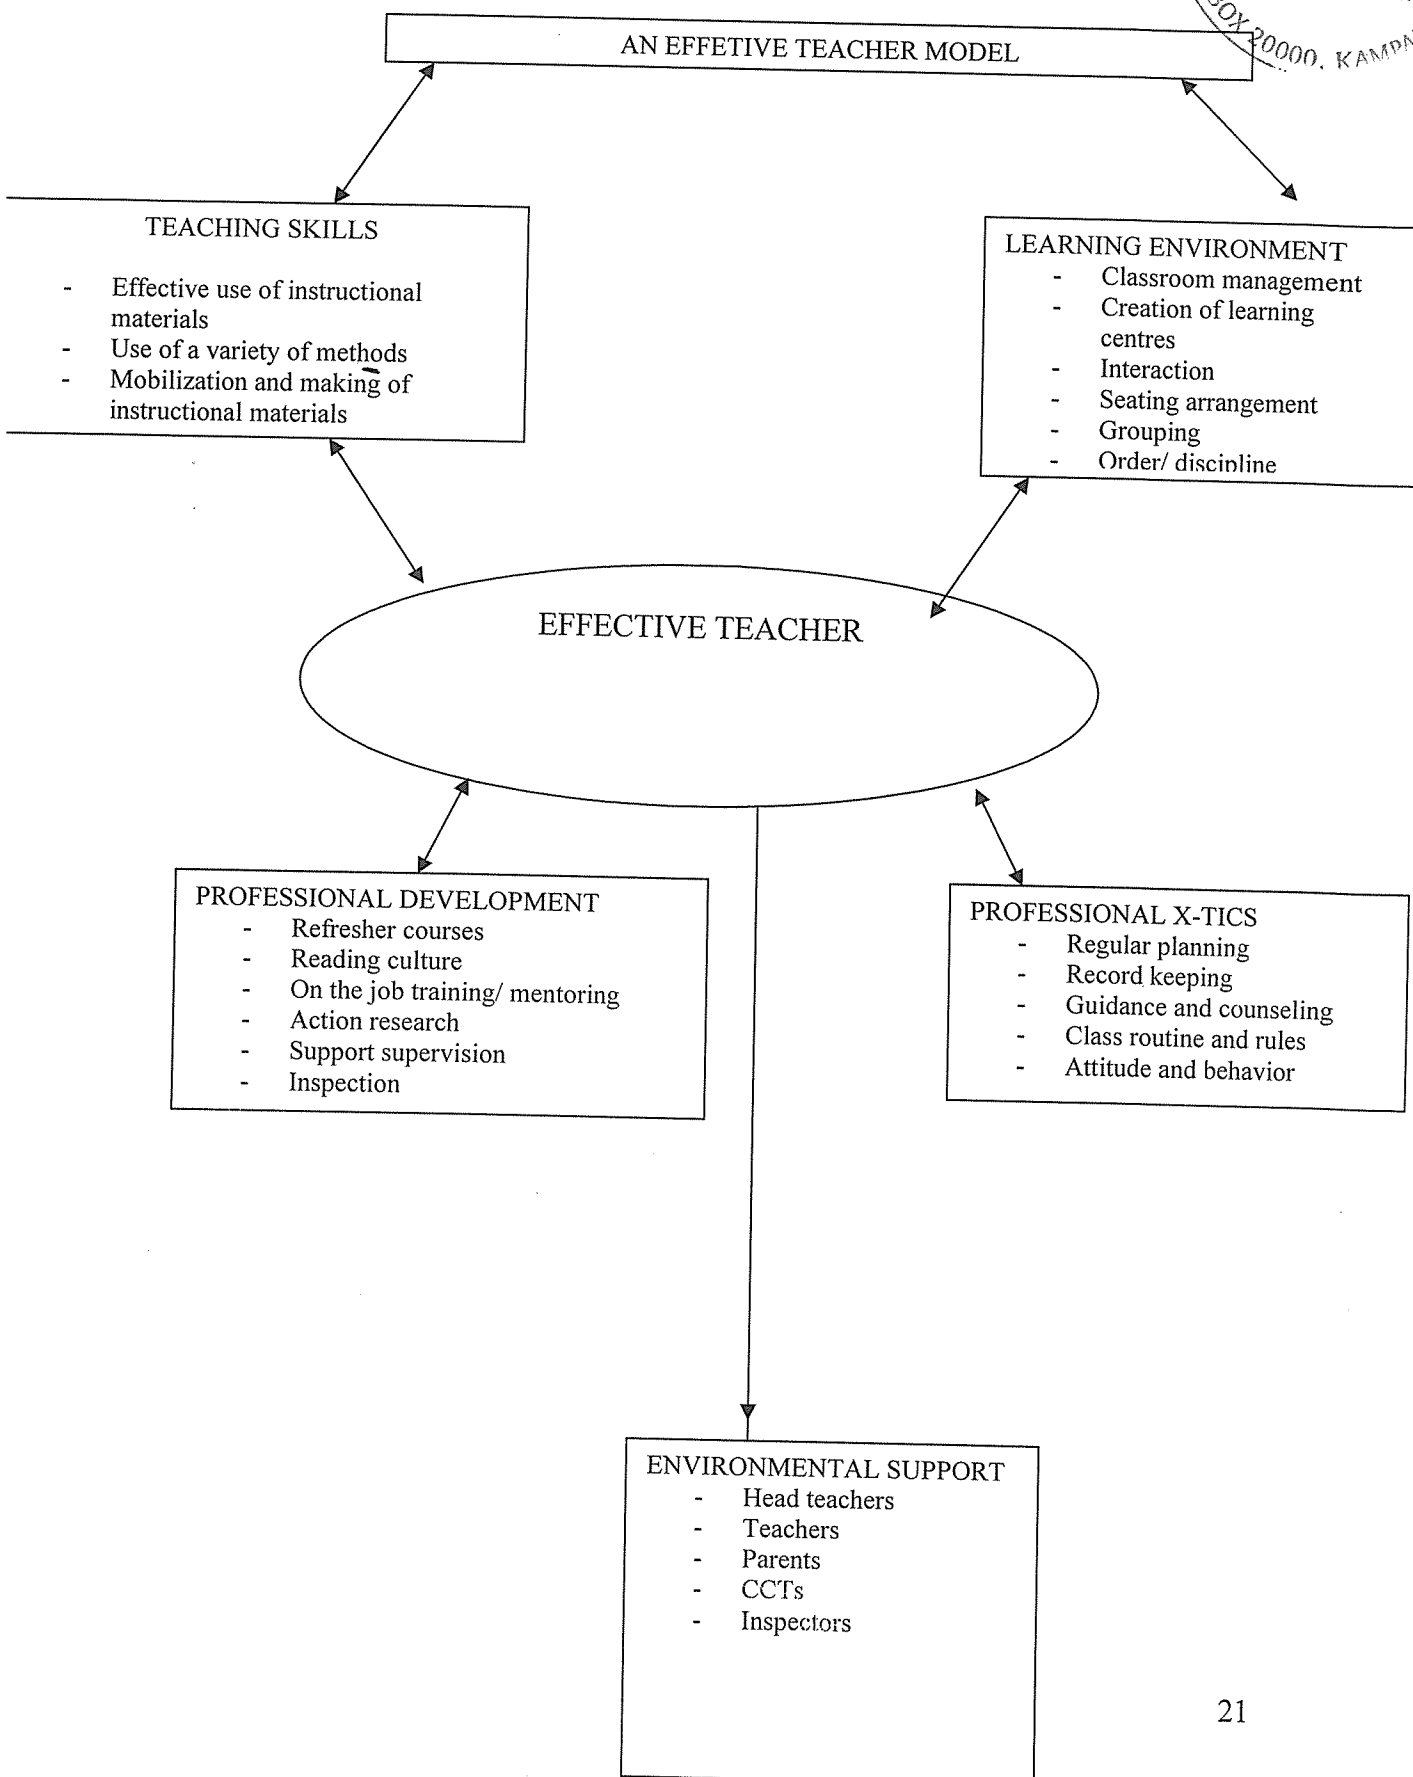 BOX 20000, KAMPA
AN EFFETIVE TEACHER MODEL
TEACHING SKILLS
- Effective use of instructional
materials
- Use of a variety of methods
- Mobilization and making of
instructional materials
LEARNING ENVIRONMENT
- Classroom management
- Creation of learning
centres
- Interaction
- Seating arrangement
- Grouping
- Order/ discipline
EFFECTIVE TEACHER
PROFESSIONAL DEVELOPMENT
- Refresher courses
- Reading culture
- On the job training/ mentoring
- Action research
- Support supervision
- Inspection
PROFESSIONAL X-TICS
- Regular planning
- Record keeping
- Guidance and counseling
- Class routine and rules
- Attitude and behavior
ENVIRONMENTAL SUPPORT
- Head teachers
- Teachers
- Parents
- CCTs
- Inspectors
21